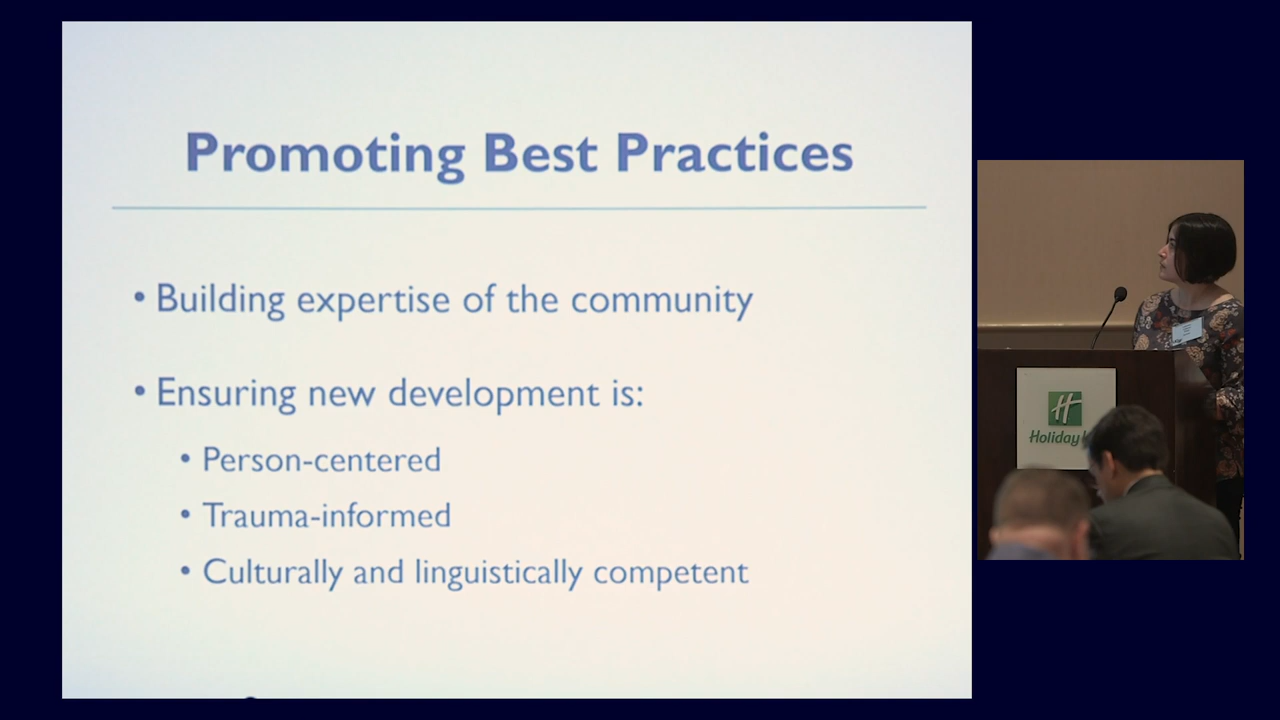 Promoting Best Practices
• Building expertise of the community
• Ensuring new development is:
• Person-centered
• Trauma-informed
• Culturally and linguistically competent
H
Holiday